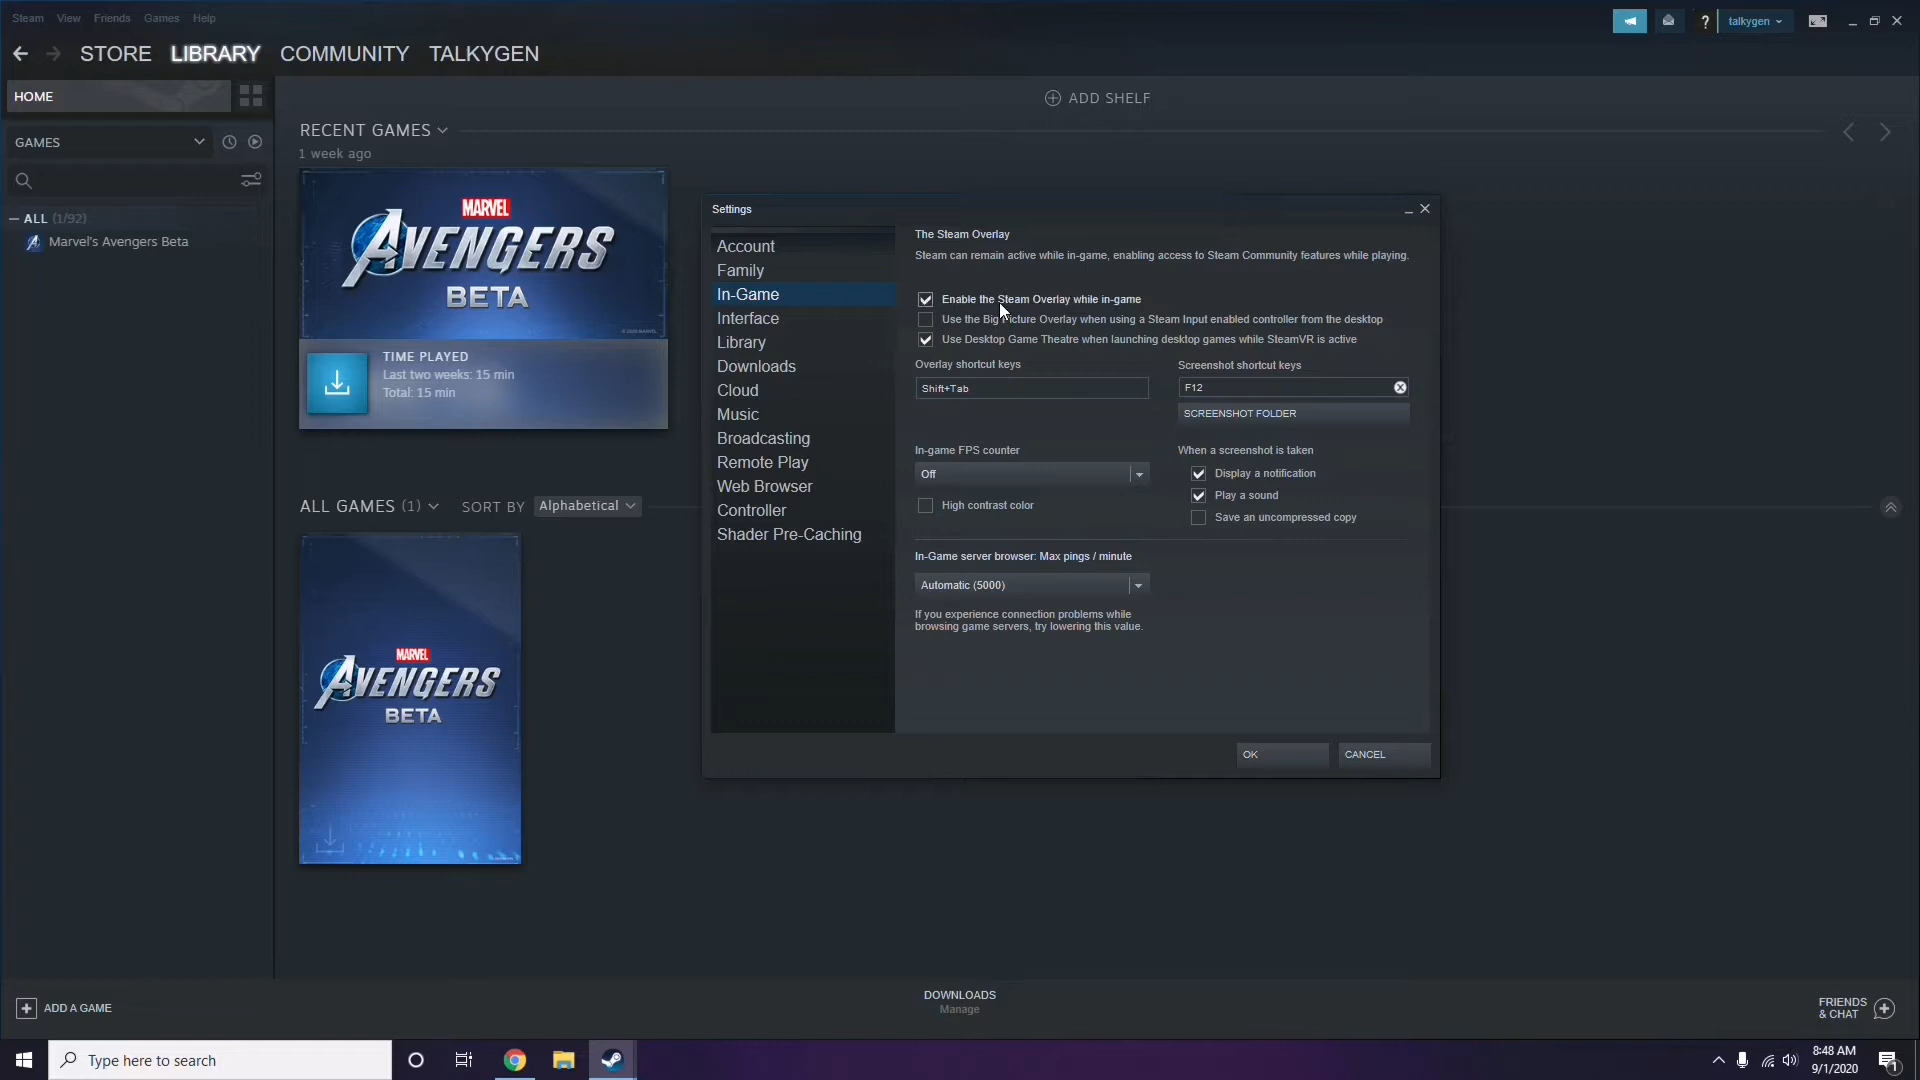 Steam View Friends Games Help
talkygen
STORE LIBRARY COMMUNITY TALKYGEN
HOME
ADD SHELF
GAMES
RECENT GAMES
1 week ago
ALL (1/92)
Marvel's Avengers Beta
MARVEL
AVENGERS
BETA
TIME PLAYED
Last two weeks: 15 min
Total: 15 min
ALL GAMES (1) SORT BY Alphabetical
MARVEL
AVENGERS
BETA
Settings
Account
Family
In-Game
Interface
Library
Downloads
Cloud
Music
Broadcasting
Remote Play
Web Browser
Controller
Shader Pre-Caching
The Steam Overlay
Steam can remain active while in-game, enabling access to Steam Community features while playing.
Enable the Steam Overlay while in-game
Use the Big Picture Overlay when using a Steam Input enabled controller from the desktop
Use Desktop Game Theatre when launching desktop games while SteamVR is active
Overlay shortcut keys
Shift+Tab
Screenshot shortcut keys
F12
SCREENSHOT FOLDER
In-game FPS counter
Off
High contrast color
When a screenshot is taken
Display a notification
Play a sound
Save an uncompressed copy
In-Game server browser: Max pings / minute
Automatic (5000)
If you experience connection problems while
browsing game servers, try lowering this value.
OK
CANCEL
ADD A GAME
DOWNLOADS
Manage
FRIENDS
& CHAT
Type here to search
8:48 AM
9/1/2020
1